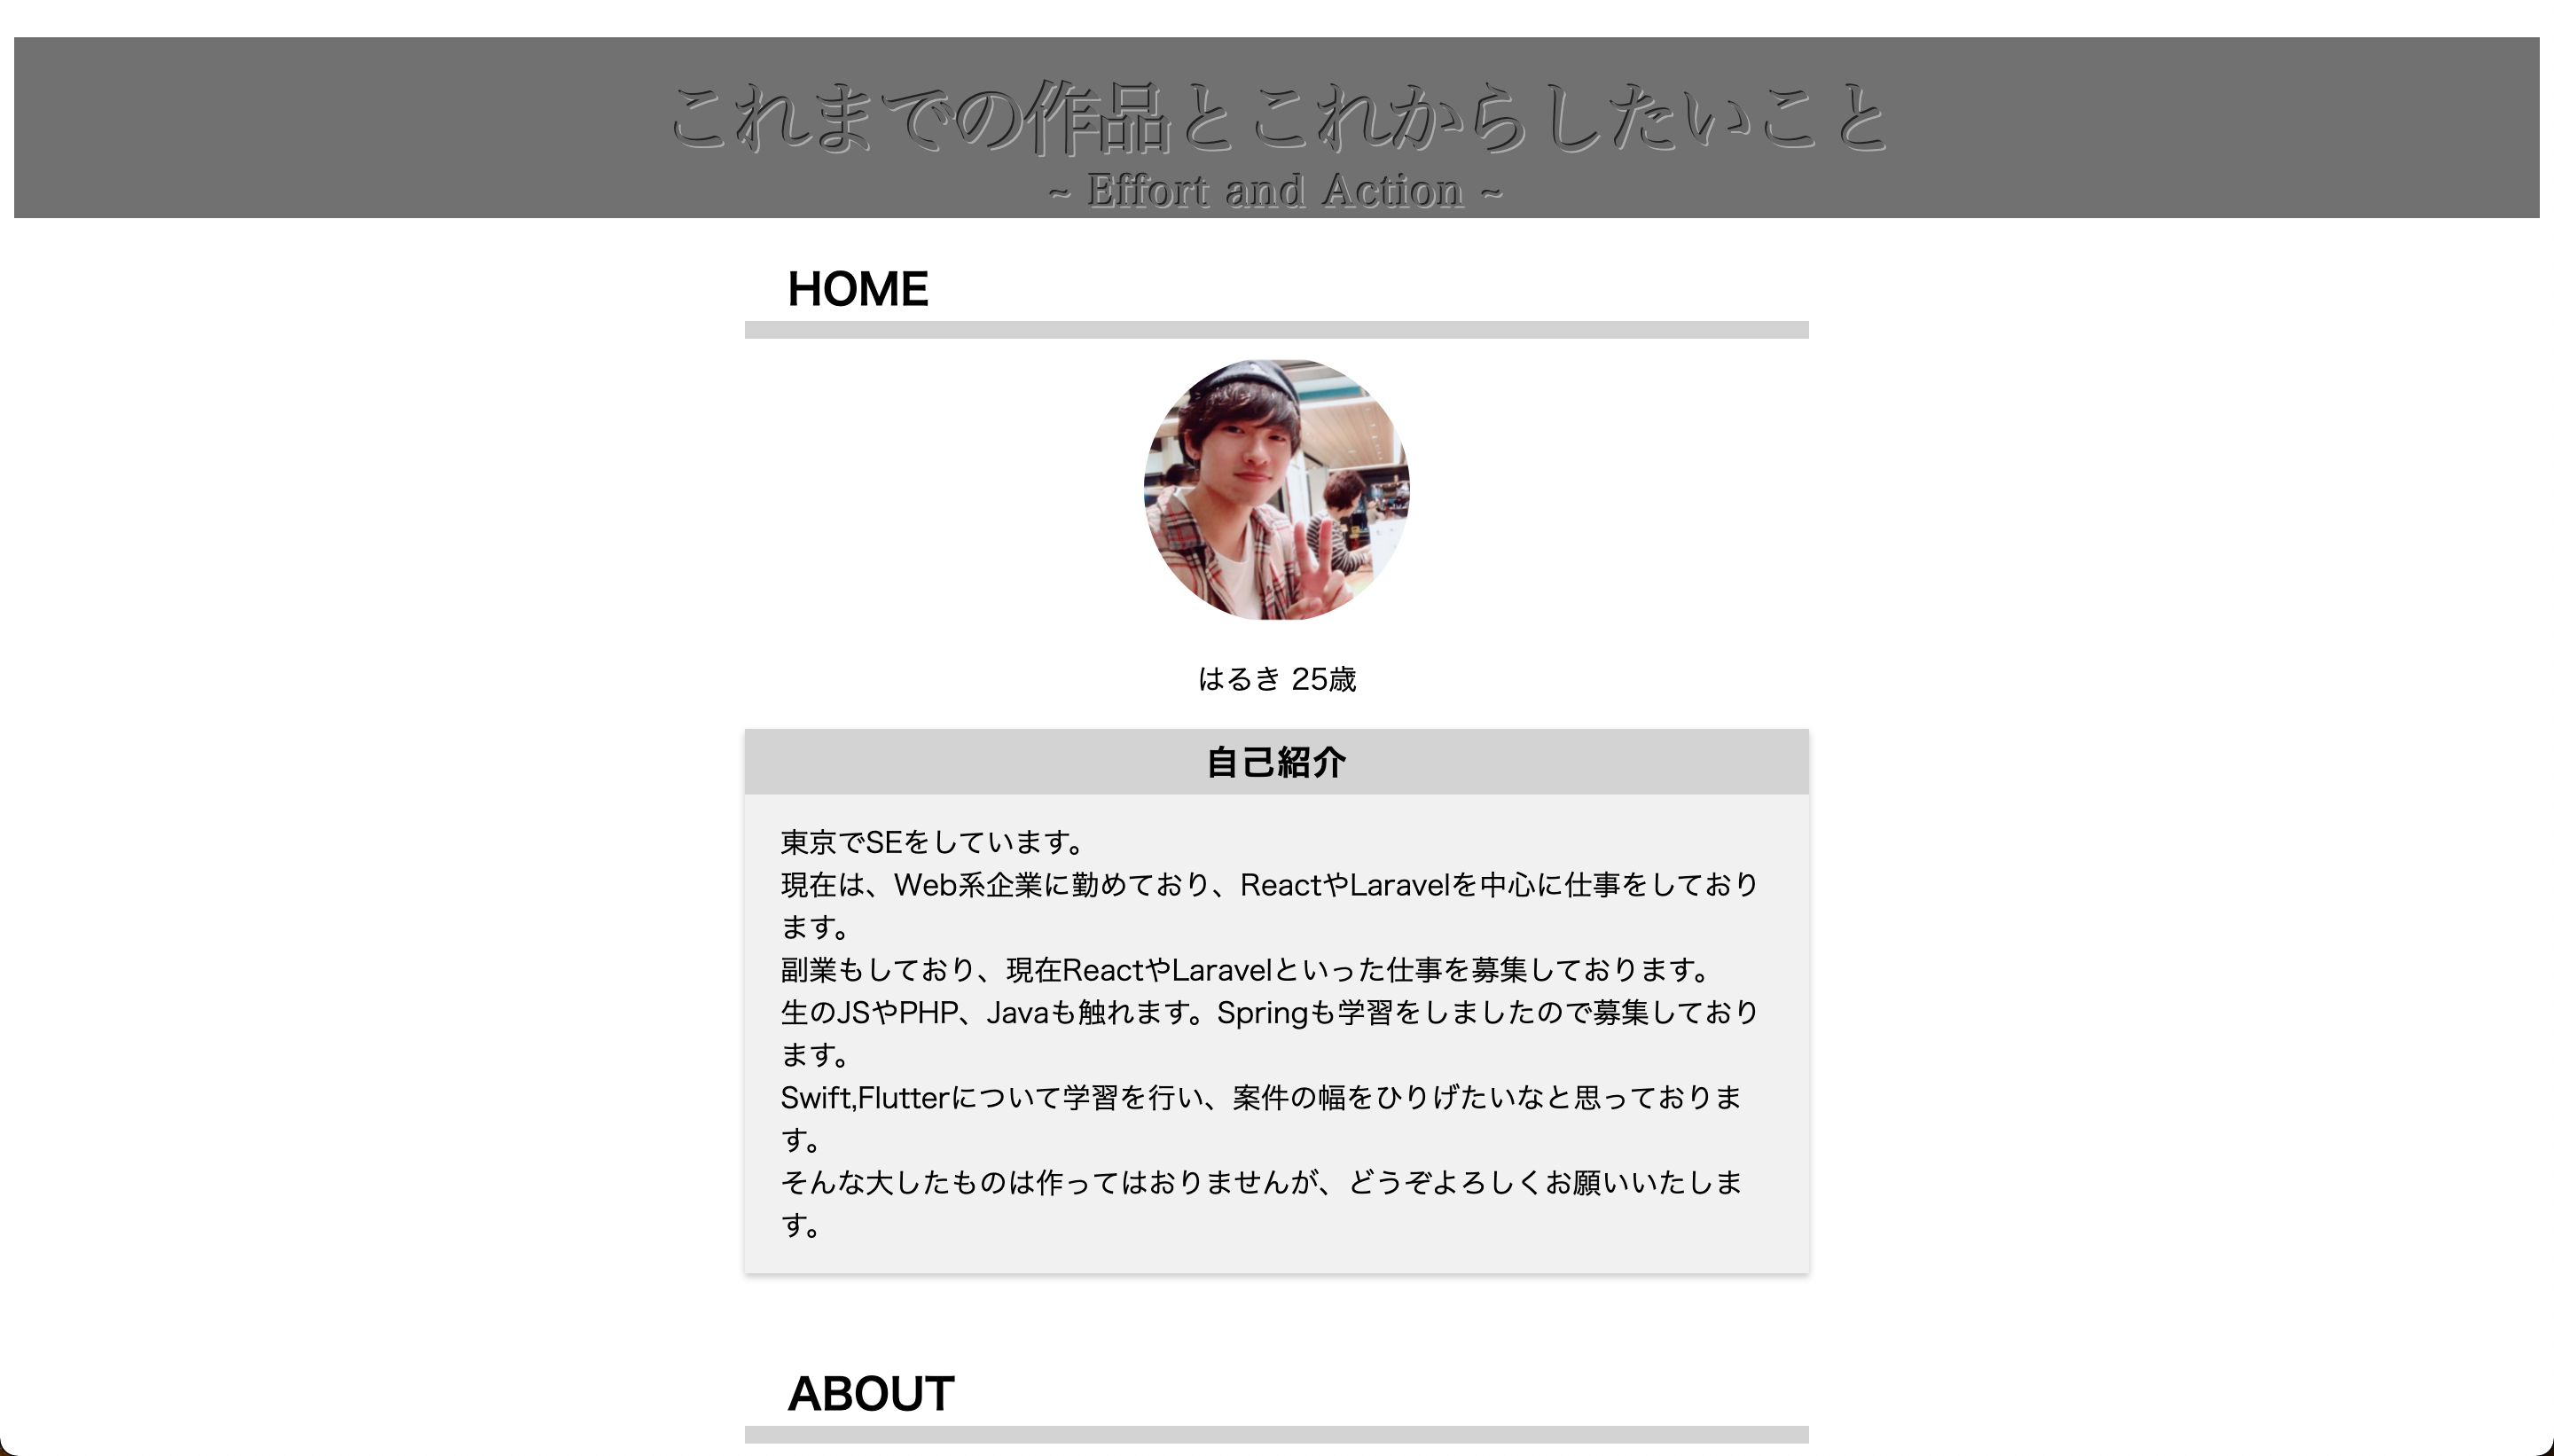 これまでの作品とこれからしたいこと
~ Effort and Action ~
HOME
はるき 25歳
自己紹介
東京でSEをしています。
現在は、Web系企業に勤めており、ReactやLaravelを中心に仕事をしており
ます。
副業もしており、現在ReactやLaravelといった仕事を募集しております。
生のJSやPHP、Javaも触れます。Springも学習をしましたので募集しており
ます。
Swift,Flutterについて学習を行い、案件の幅をひりげたいなと思っておりま
す。
そんな大したものは作ってはおりませんが、どうぞよろしくお願いいたしま
す。
ABOUT